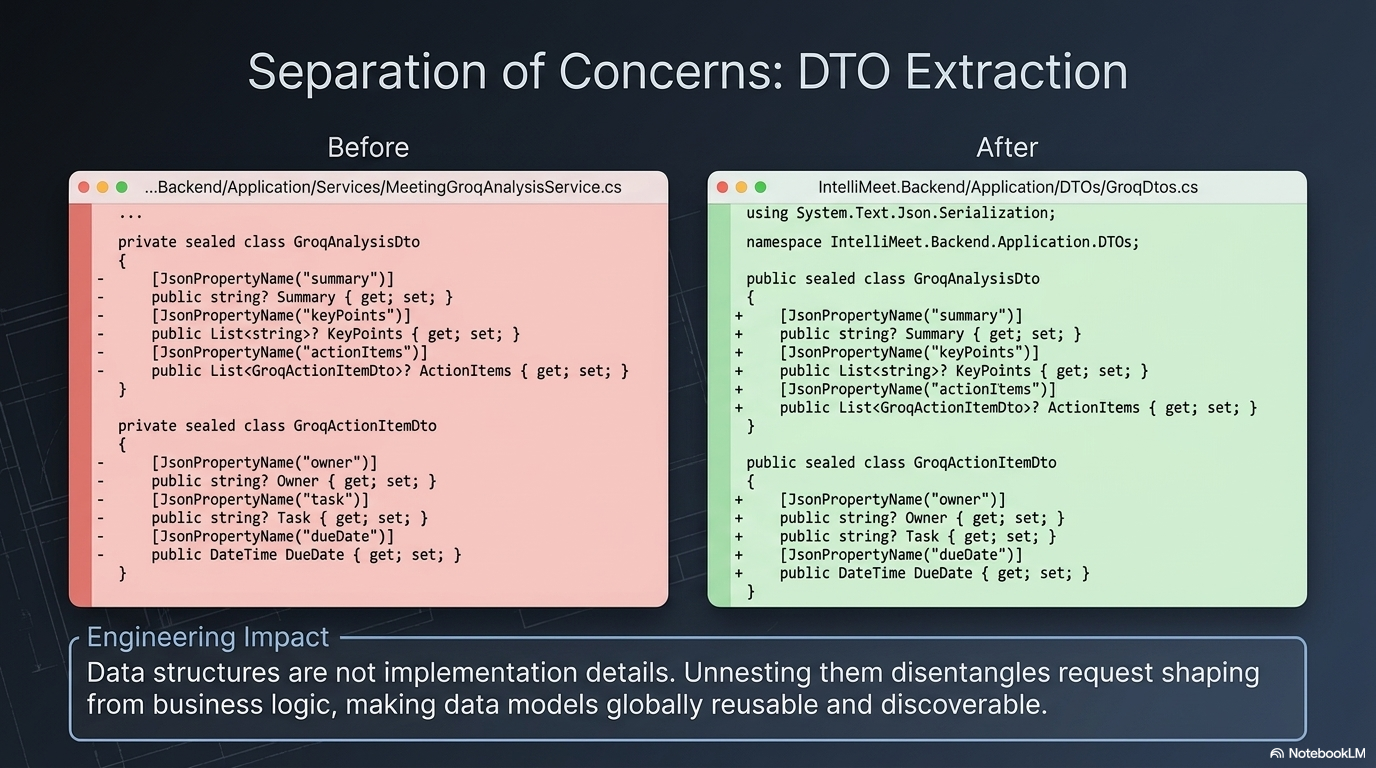 Separation of Concerns: DTO Extraction
Before
...Backend/Application/Services/MeetingGroqAnalysisService.cs
...
private sealed class GroqAnalysisDto
{
-     [JsonPropertyName("summary")]
-     public string? Summary { get; set; }
-     [JsonPropertyName("keyPoints")]
-     public List<string>? KeyPoints { get; set; }
-     [JsonPropertyName("actionItems")]
-     public List<GroqActionItemDto>? ActionItems { get; set; }
}
private sealed class GroqActionItemDto
{
-     [JsonPropertyName("owner")]
-     public string? Owner { get; set; }
-     [JsonPropertyName("task")]
-     public string? Task { get; set; }
-     [JsonPropertyName("dueDate")]
-     public DateTime DueDate { get; set; }
}
After
IntelliMeet.Backend/Application/DTOs/GroqDtos.cs
using System.Text.Json.Serialization;
namespace IntelliMeet.Backend.Application.DTOs;
public sealed class GroqAnalysisDto
{
+     [JsonPropertyName("summary")]
+     public string? Summary { get; set; }
+     [JsonPropertyName("keyPoints")]
+     public List<string>? KeyPoints { get; set; }
+     [JsonPropertyName("actionItems")]
+     public List<GroqActionItemDto>? ActionItems { get; set; }
}
public sealed class GroqActionItemDto
{
+     [JsonPropertyName("owner")]
+     public string? Owner { get; set; }
+     public string? Task { get; set; }
+     [JsonPropertyName("dueDate")]
+     public DateTime DueDate { get; set; }
}
Engineering Impact
Data structures are not implementation details. Unnesting them disentangles request shaping
from business logic, making data models globally reusable and discoverable.
NotebookLM